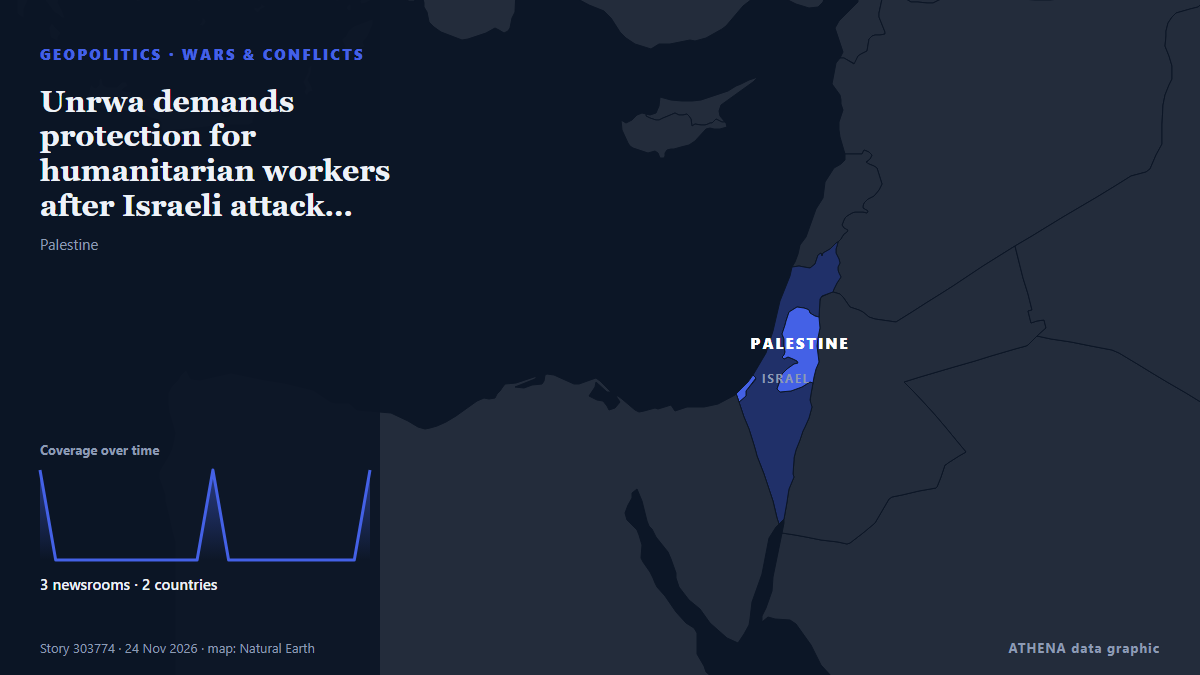 GEOPOLITICS · WARS & CONFLICTS
Unrwa demands
protection for
humanitarian workers
after Israeli attack...
Palestine
PALESTINE
ISRAEL
Coverage over time
3 newsrooms · 2 countries
Story 303774 · 24 Nov 2026 · map: Natural Earth
ATHENA data graphic